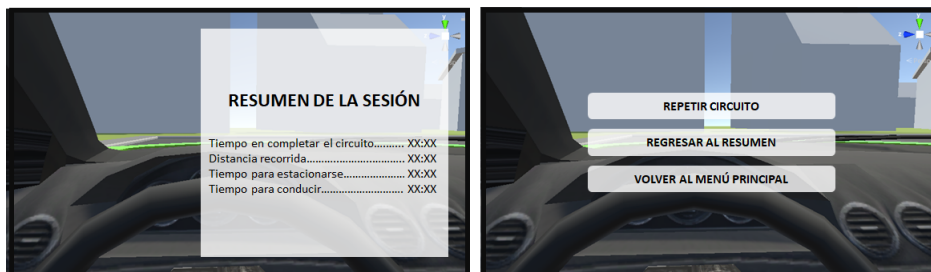 RESUMEN DE LA SESIÓN
Tiempo en completar el circuito.......... XX:XX
Distancia recorrida................................ XX:XX
Tiempo para estacionarse.................... XX:XX
Tiempo para conducir........................... XX:XX
REPETIR CIRCUITO
REGRESAR AL RESUMEN
VOLVER AL MENÚ PRINCIPAL